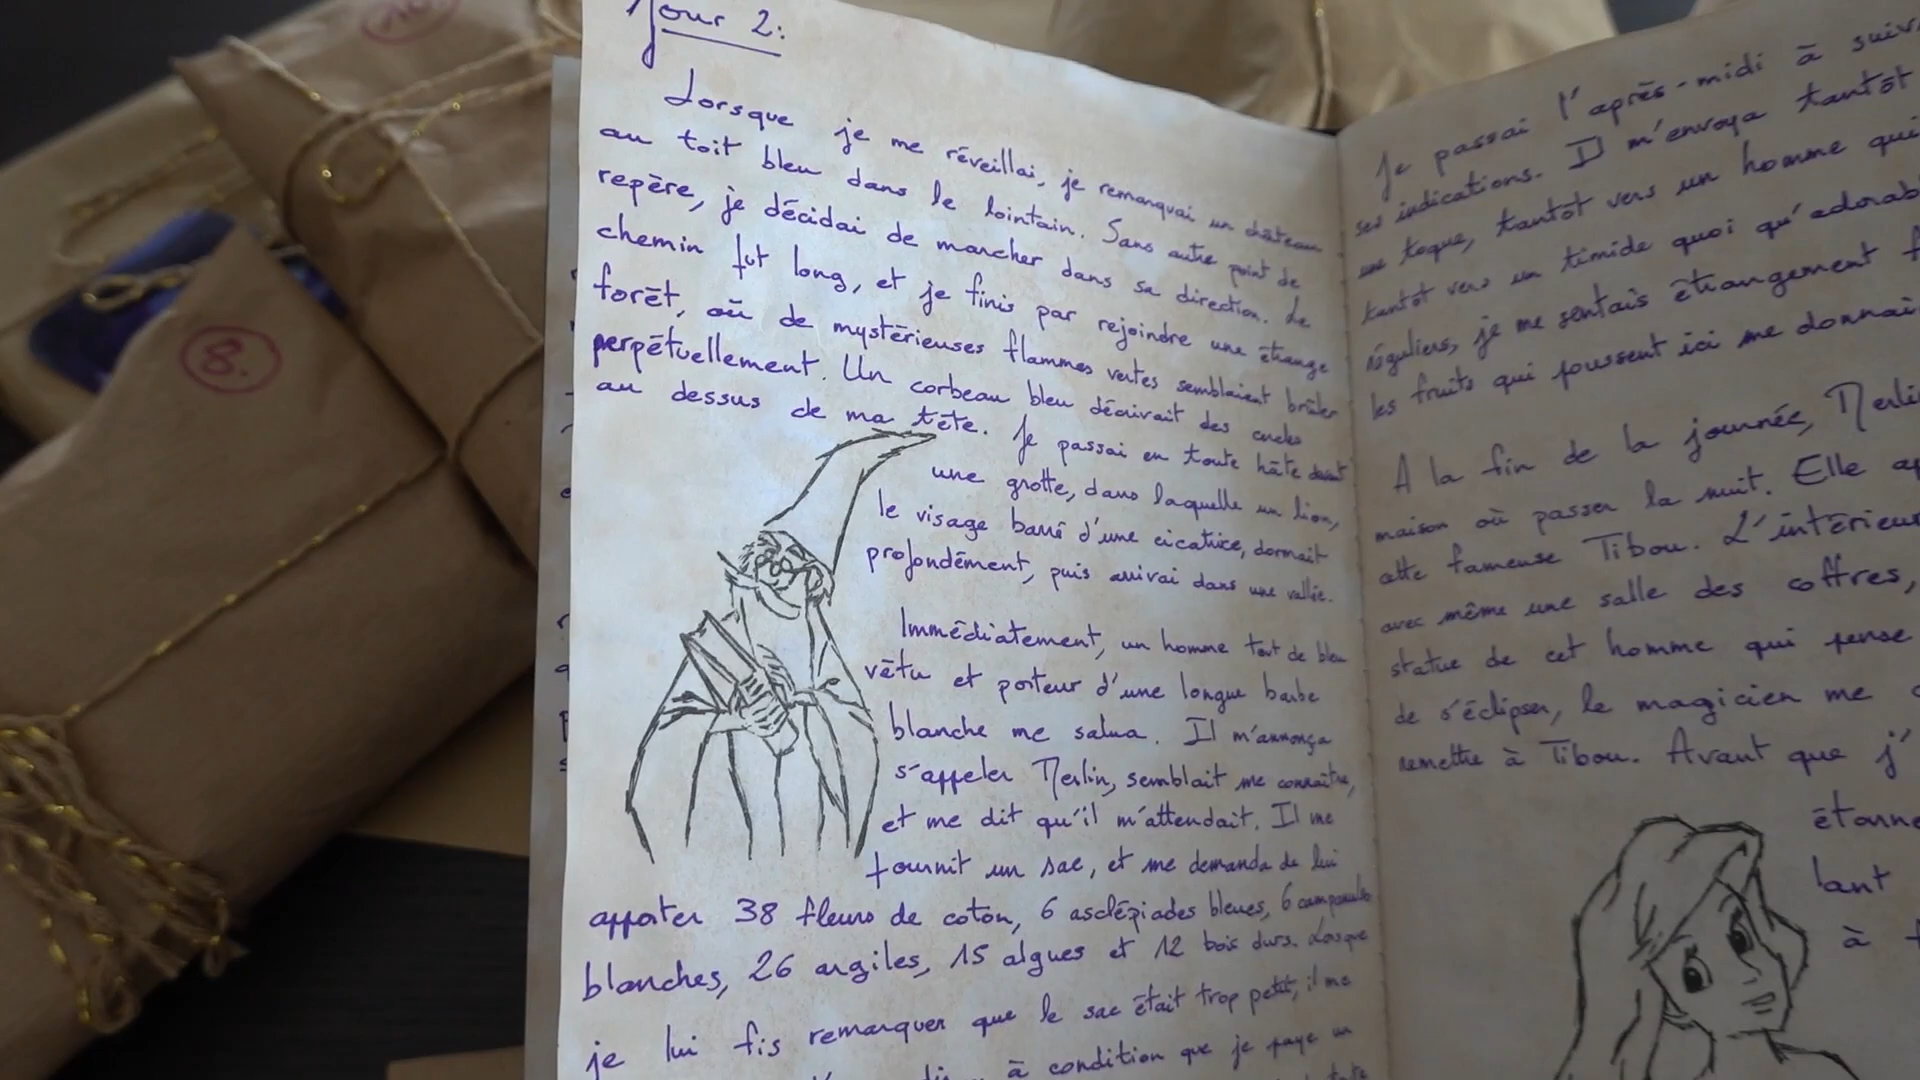 8.
Jour 2:
Lorsque je me réveillai, je remarquai un château
au toit bleu dans le lointain. Sans autre point de
repère, je décidai de marcher dans sa direction. Le
chemin fut long, et je finis par rejoindre une étrange
forêt, où de mystérieuses flammes vertes semblaient brûler
perpétuellement. Un corbeau bleu décrivait des cercles
au dessus de ma tête. Je passai en toute hâte devant
une grotte, dans laquelle un lion,
le visage barré d'une cicatrice, dormait
profondément, puis arrivai dans une vallée.
Immédiatement, un homme tout de bleu
vêtu et porteur d'une longue barbe
blanche me salua. Il m'annonça
s'appeler Merlin, semblait me connaître,
et me dit qu'il m'attendait. Il me
fournit un sac, et me demanda de lui
apporter 38 fleurs de coton, 6 asclépiades bleues, 6 campanules
blanches, 26 argiles, 15 algues et 12 bois durs. Lorsque
je lui fis remarquer que le sac était trop petit, il me
à condition que je paye un
Je passai l'après-midi à
ses indications. Il m'envoya tantôt
une toque, tantôt vers un homme qui
tantôt vers un timide quoi qu'
réguliers, je me sentais étrangement
les fruits qui poussent ici me
A la fin de la journée, Merlin
maison où passer la nuit. Elle
cette fameuse Tibou.
avec même une salle des coffres,
statue de cet homme qui pense
de s'éclipser, le magicien me
remettre à Tibou. Avant que j'
lant
à